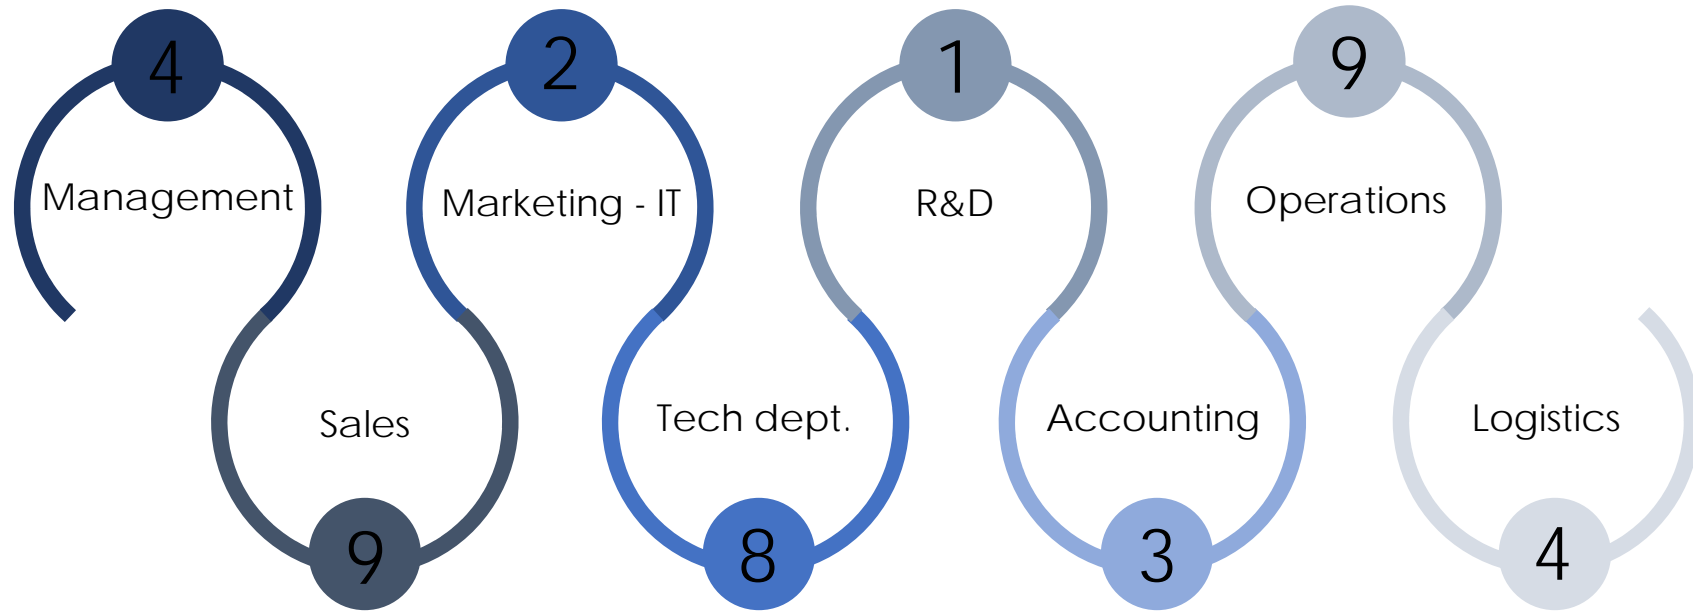 4
Management
9
Sales
2
Marketing - IT
8
Tech dept.
1
R&D
3
Accounting
9
Operations
4
Logistics